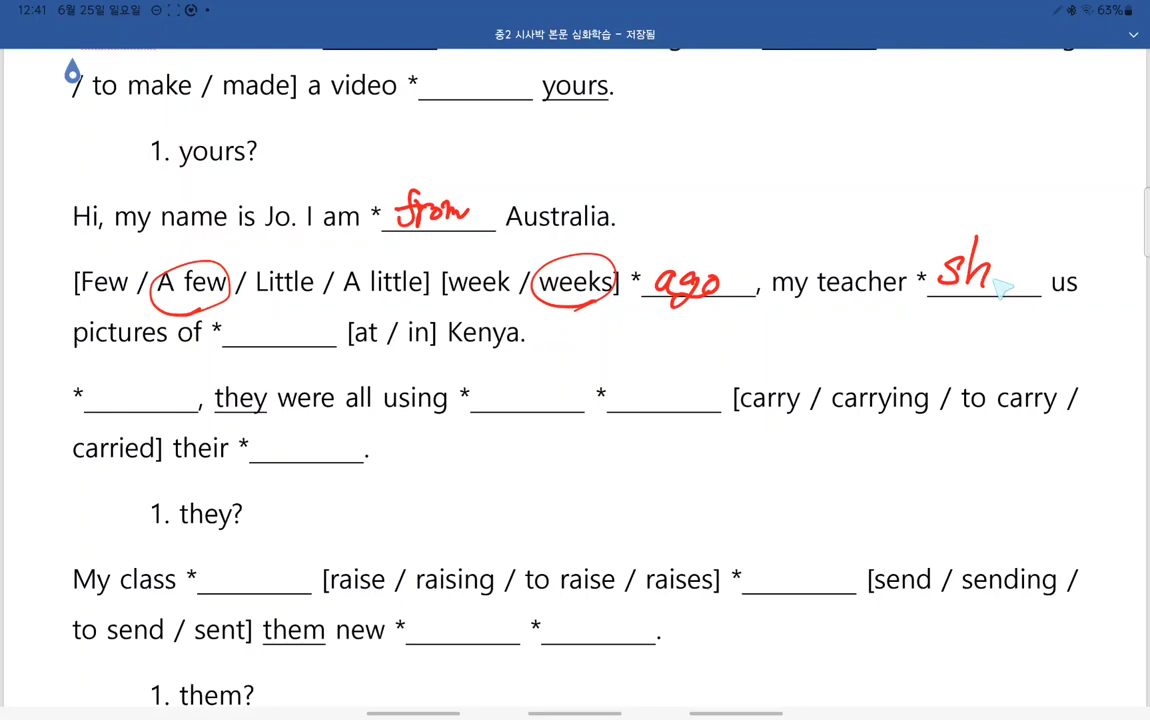 12:41 6월 25일 일요일 63%
중2 시사박 본문 심화학습 – 저장됨
/ to make / made] a video *_________ yours.
1. yours?
Hi, my name is Jo. I am * from Australia.
[Few / A few / Little / A little] [week / weeks] * ago, my teacher * sh us
pictures of *_________ [at / in] Kenya.
*_________, they were all using *_________ *_________ [carry / carrying / to carry /
carried] their *_________.
1. they?
My class *_________ [raise / raising / to raise / raises] *_________ [send / sending /
to send / sent] them new *_________ *_________.
1. them?